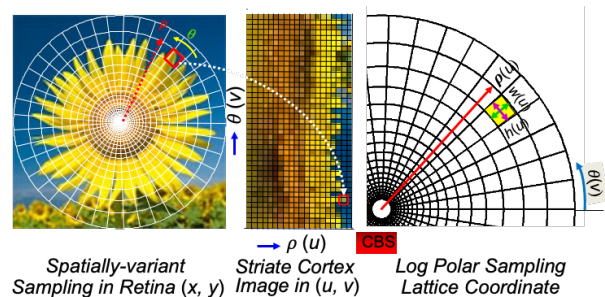 ρ
θ
θ (v)
ρ(u)
w(u)
h(u)
θ(v)
ρ (u)
CBS
Spatially-variant
Sampling in Retina (x, y)
Striate Cortex
Image in (u, v)
Log Polar Sampling
Lattice Coordinate